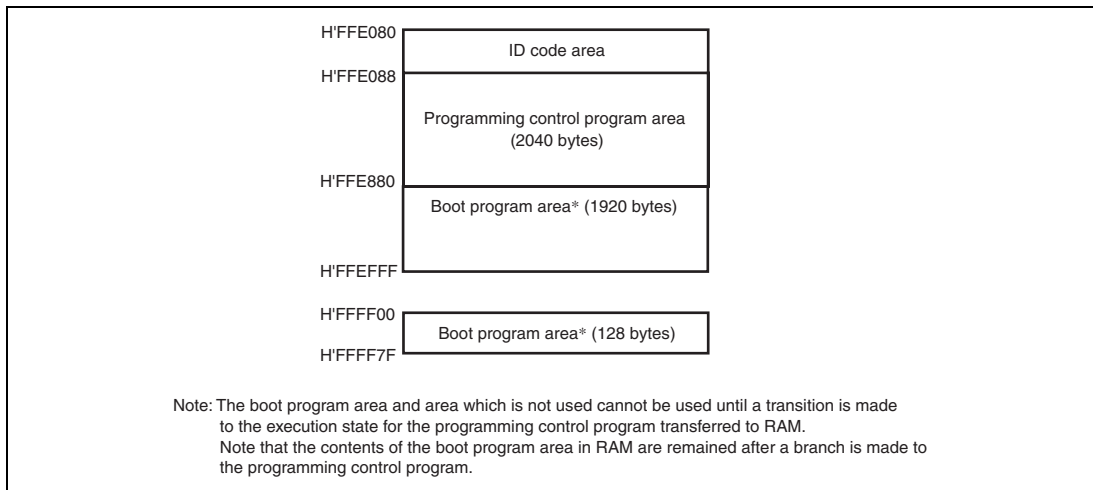 H'FFE080
ID code area
H'FFE088
Programming control program area
(2040 bytes)
H'FFE880
Boot program area* (1920 bytes)
H'FFEFFF
H'FFFF00
Boot program area* (128 bytes)
H'FFFF7F
Note: The boot program area and area which is not used cannot be used until a transition is made
to the execution state for the programming control program transferred to RAM.
Note that the contents of the boot program area in RAM are remained after a branch is made to
the programming control program.